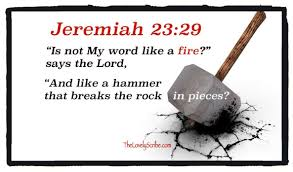 Jeremiah 23:29
“Is not My word like a fire?”
says the Lord,
“And like a hammer
that breaks the rock in pieces?
TheLovelyScribe.com